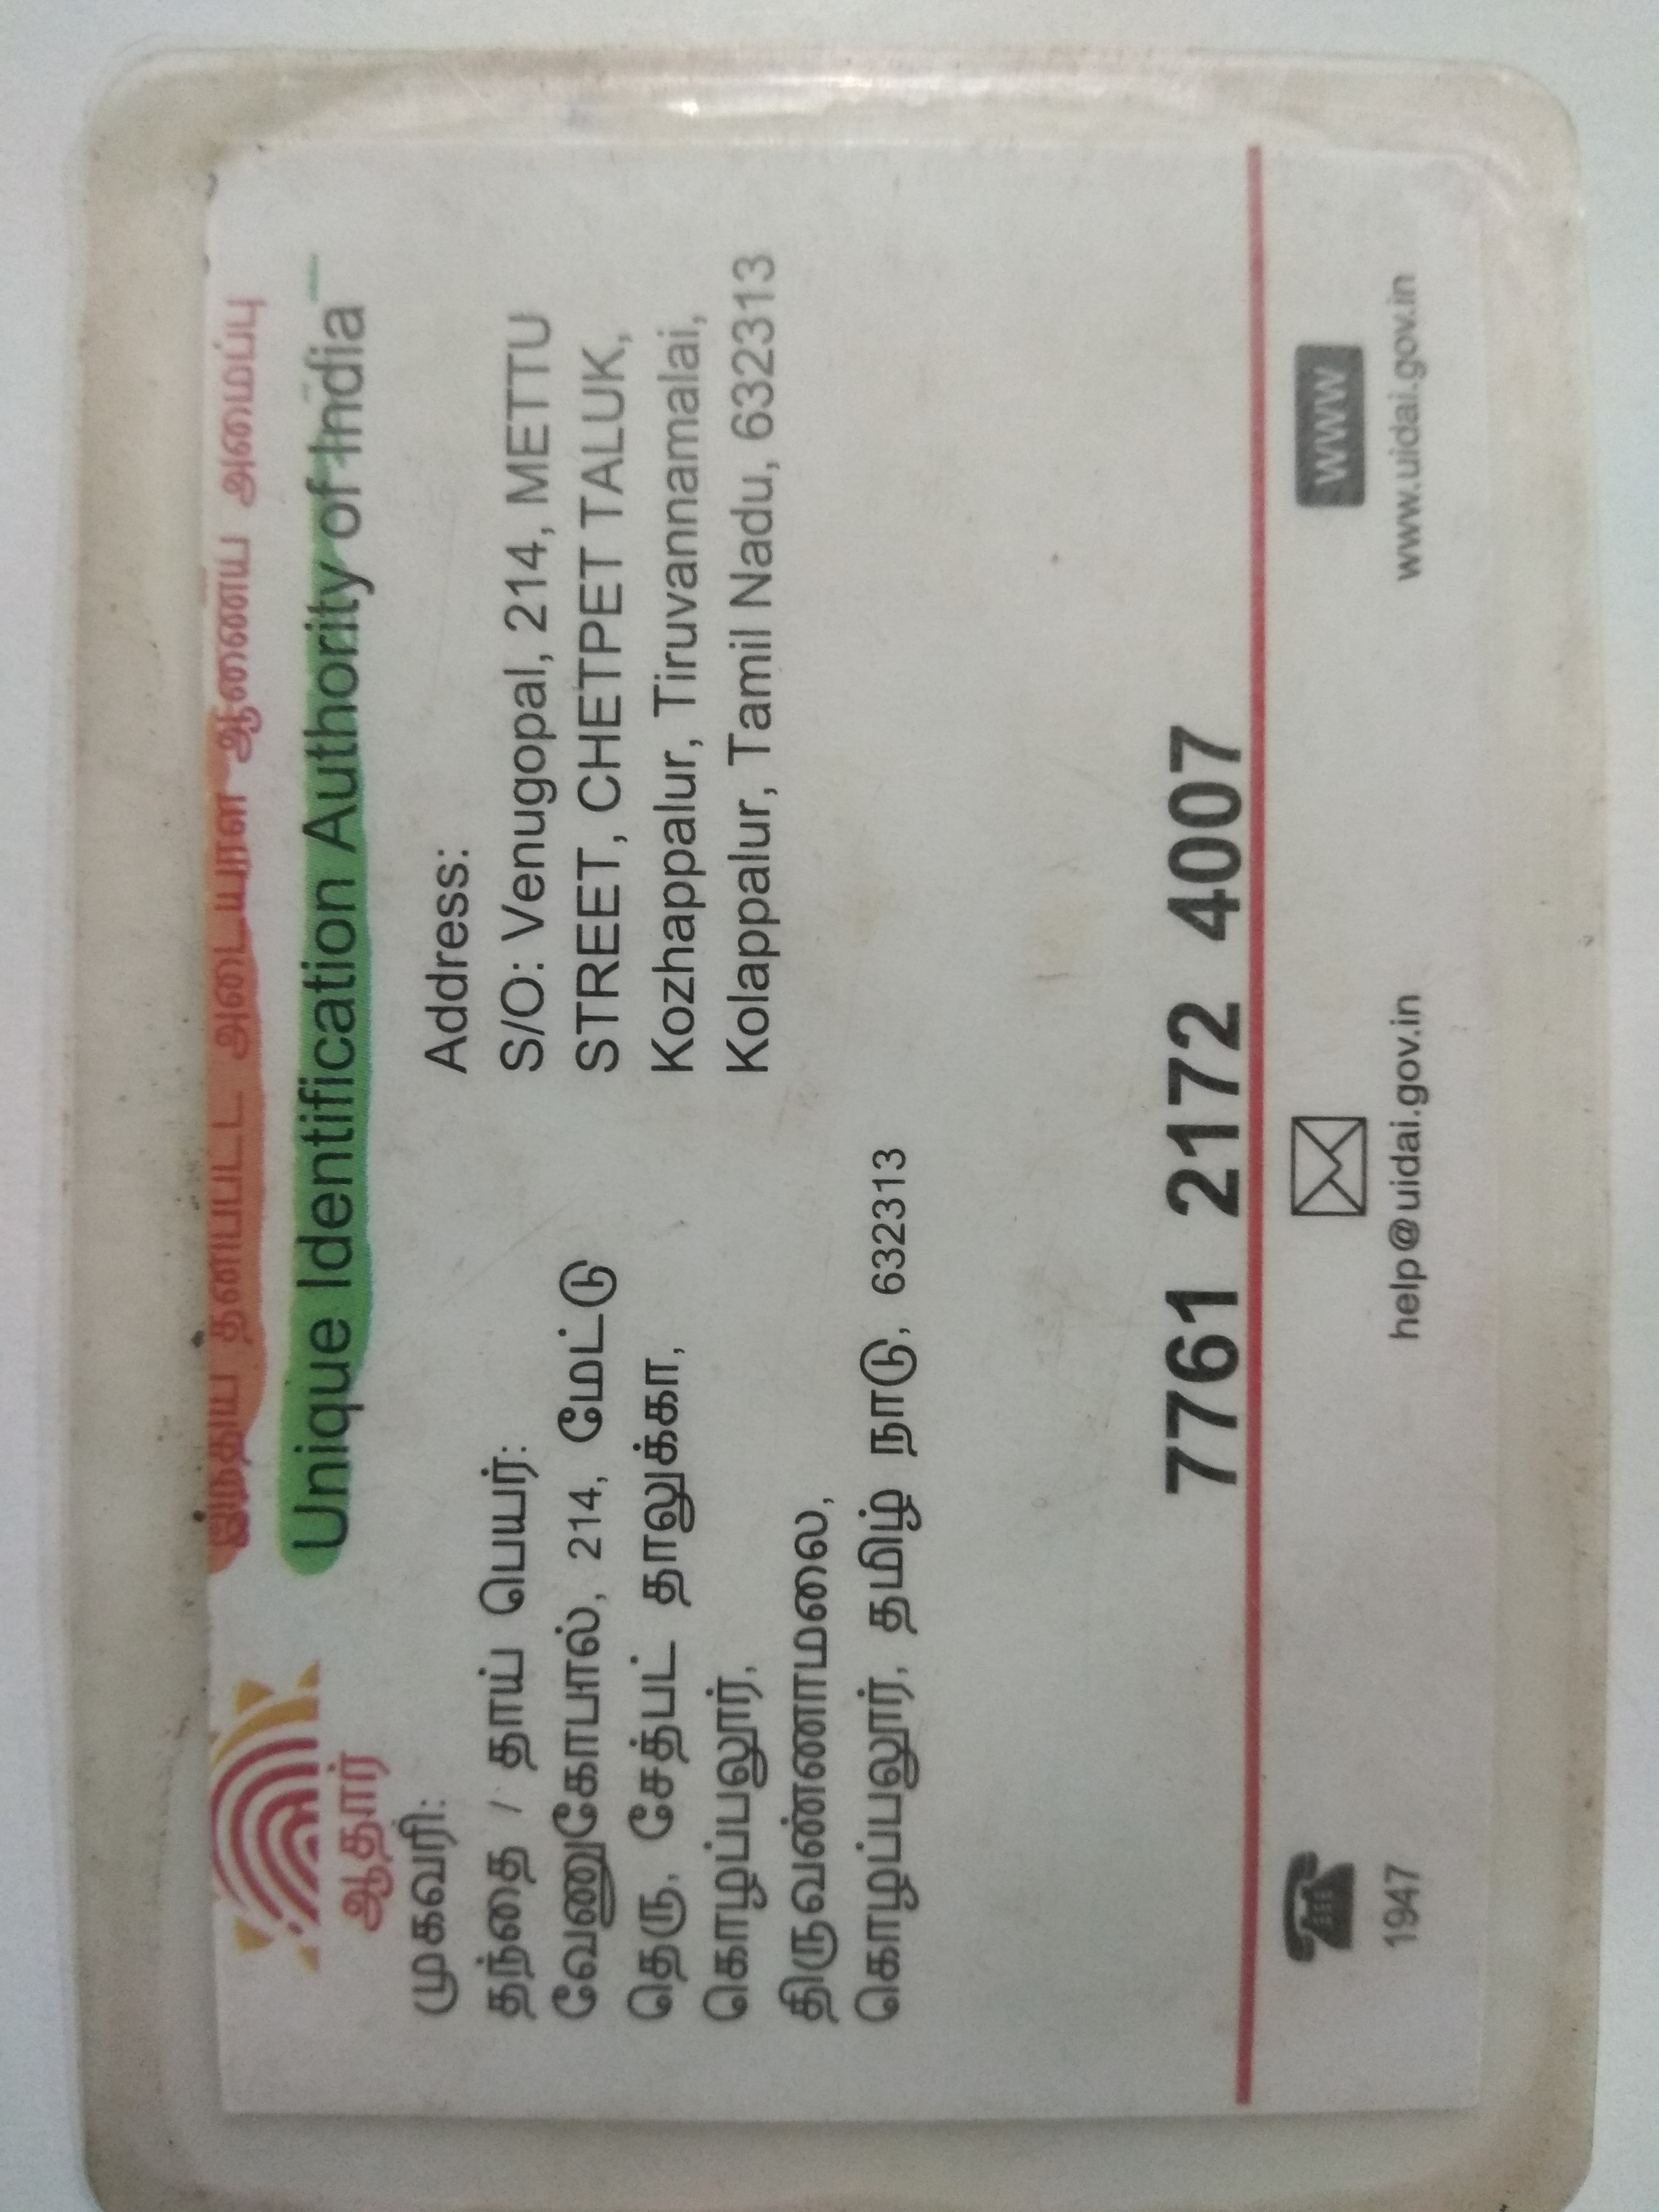 இந்திய தனிப்பட்ட அடையாள ஆணைய அமைப்பு
Unique Identification Authority of India
ஆதார்
முகவரி:
தந்தை / தாய் பெயர்:
வேணுகோபால், 214, மேட்டு
தெரு, சேத்பட் தாலுக்கா,
கொழப்பலூர்,
திருவண்ணாமலை,
கொழப்பலூர், தமிழ் நாடு, 632313
Address:
S/O: Venugopal, 214, METTU
STREET, CHETPET TALUK,
Kozhappalur, Tiruvannamalai,
Kolappalur, Tamil Nadu, 632313
7761 2172 4007
1947
help@uidai.gov.in
WWW
www.uidai.gov.in